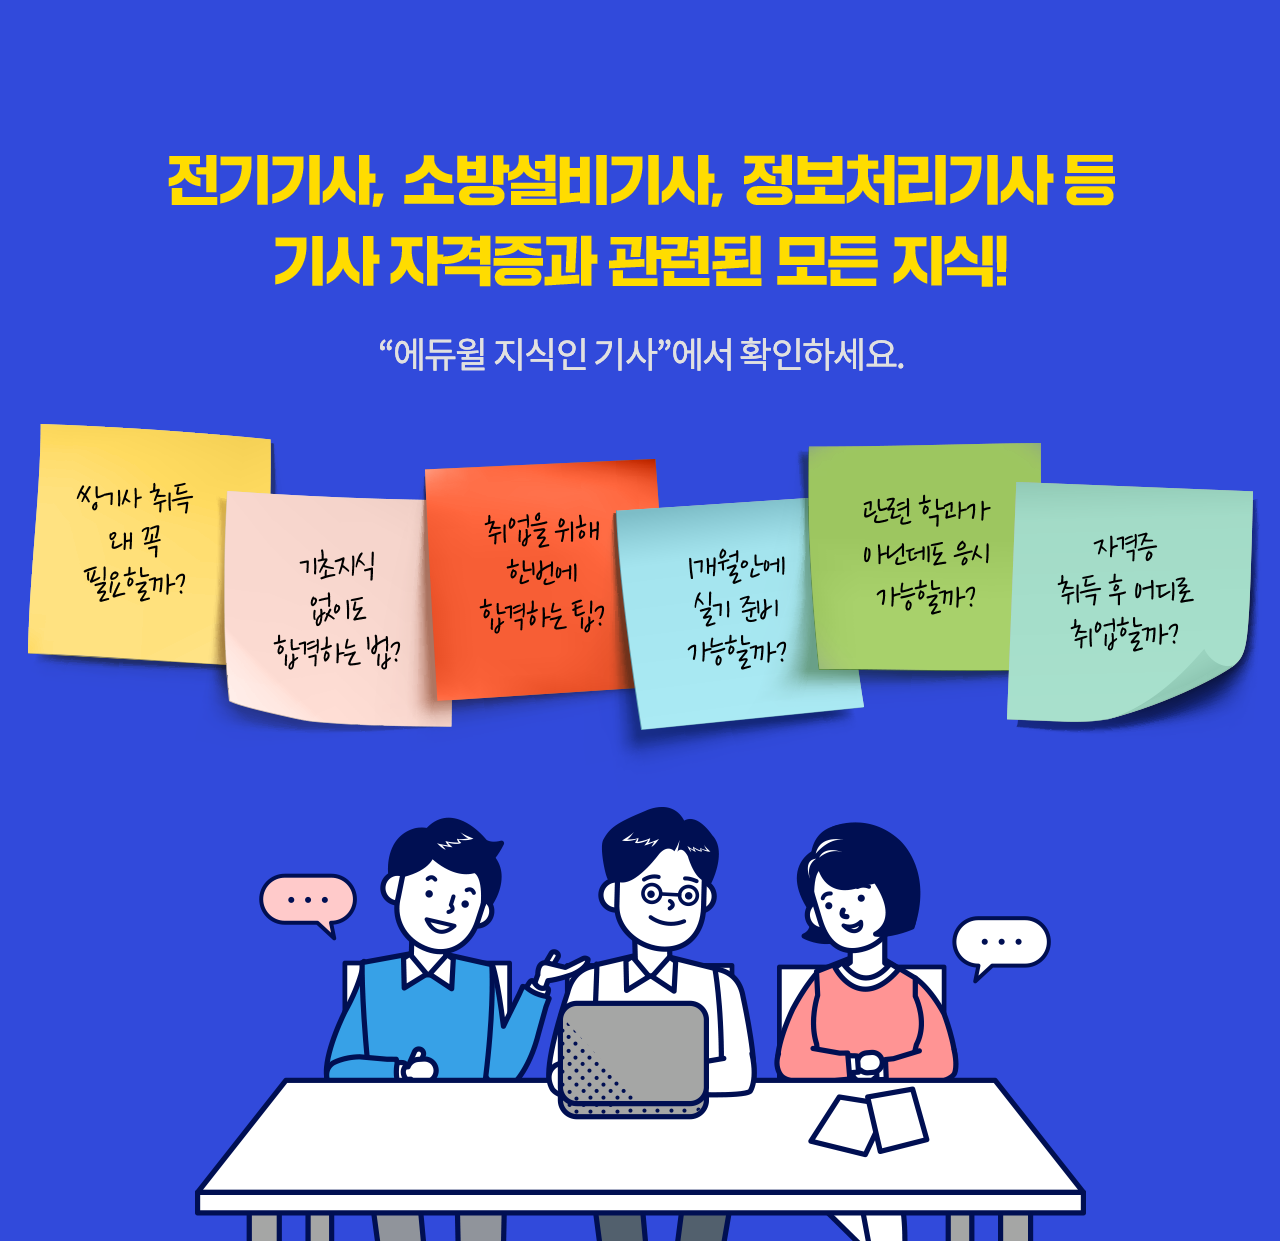 전기기사, 소방설비기사, 정보처리기사 등
기사 자격증과 관련된 모든 지식!
“에듀윌 지식인 기사”에서 확인하세요.
쌍기사 취득
왜 꼭
필요할까?
기초지식
없이도
합격하는 법?
취업을 위해
한번에
합격하는 팁?
1개월안에
실기 준비
가능할까?
관련 학과가
아닌데도 응시
가능할까?
자격증
취득 후 어디로
취업할까?